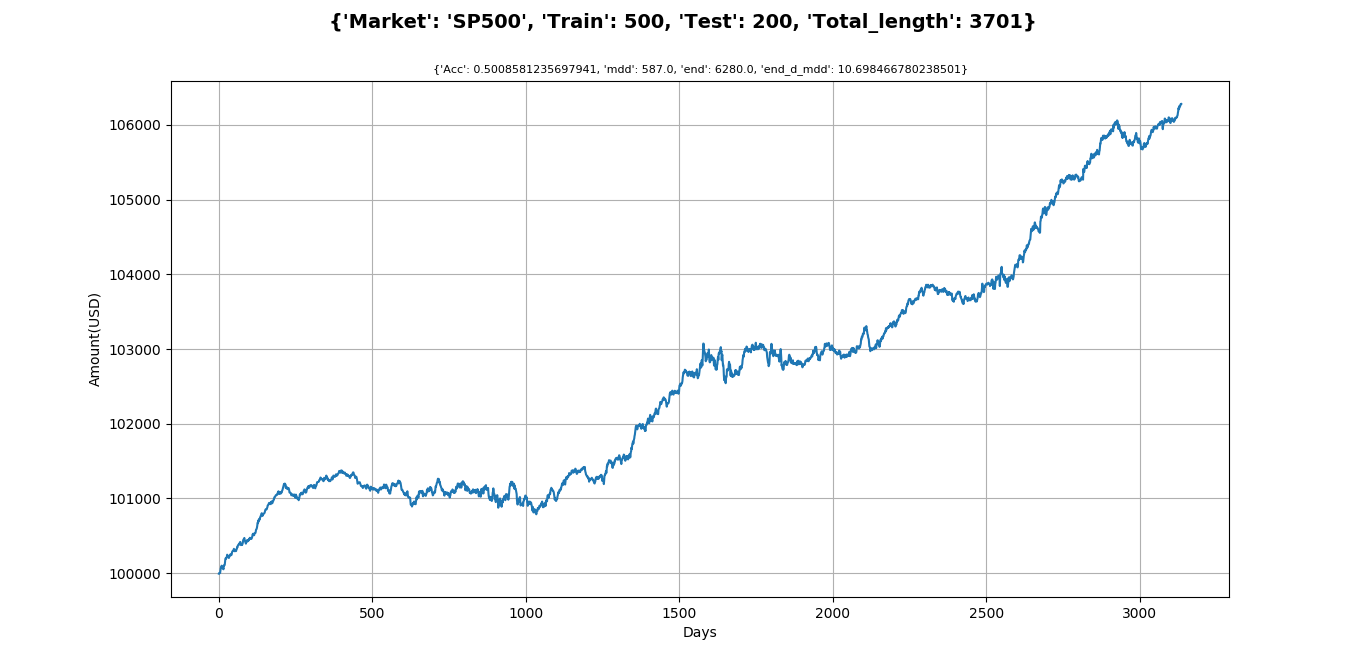 {'Market': 'SP500', 'Train': 500, 'Test': 200, 'Total_length': 3701}
{'Acc': 0.5008581235697941, 'mdd': 587.0, 'end': 6280.0, 'end_d_mdd': 10.698466780238501}
106000
105000
104000
103000
102000
101000
100000
Amount(USD)
0 500 1000 1500 2000 2500 3000
Days